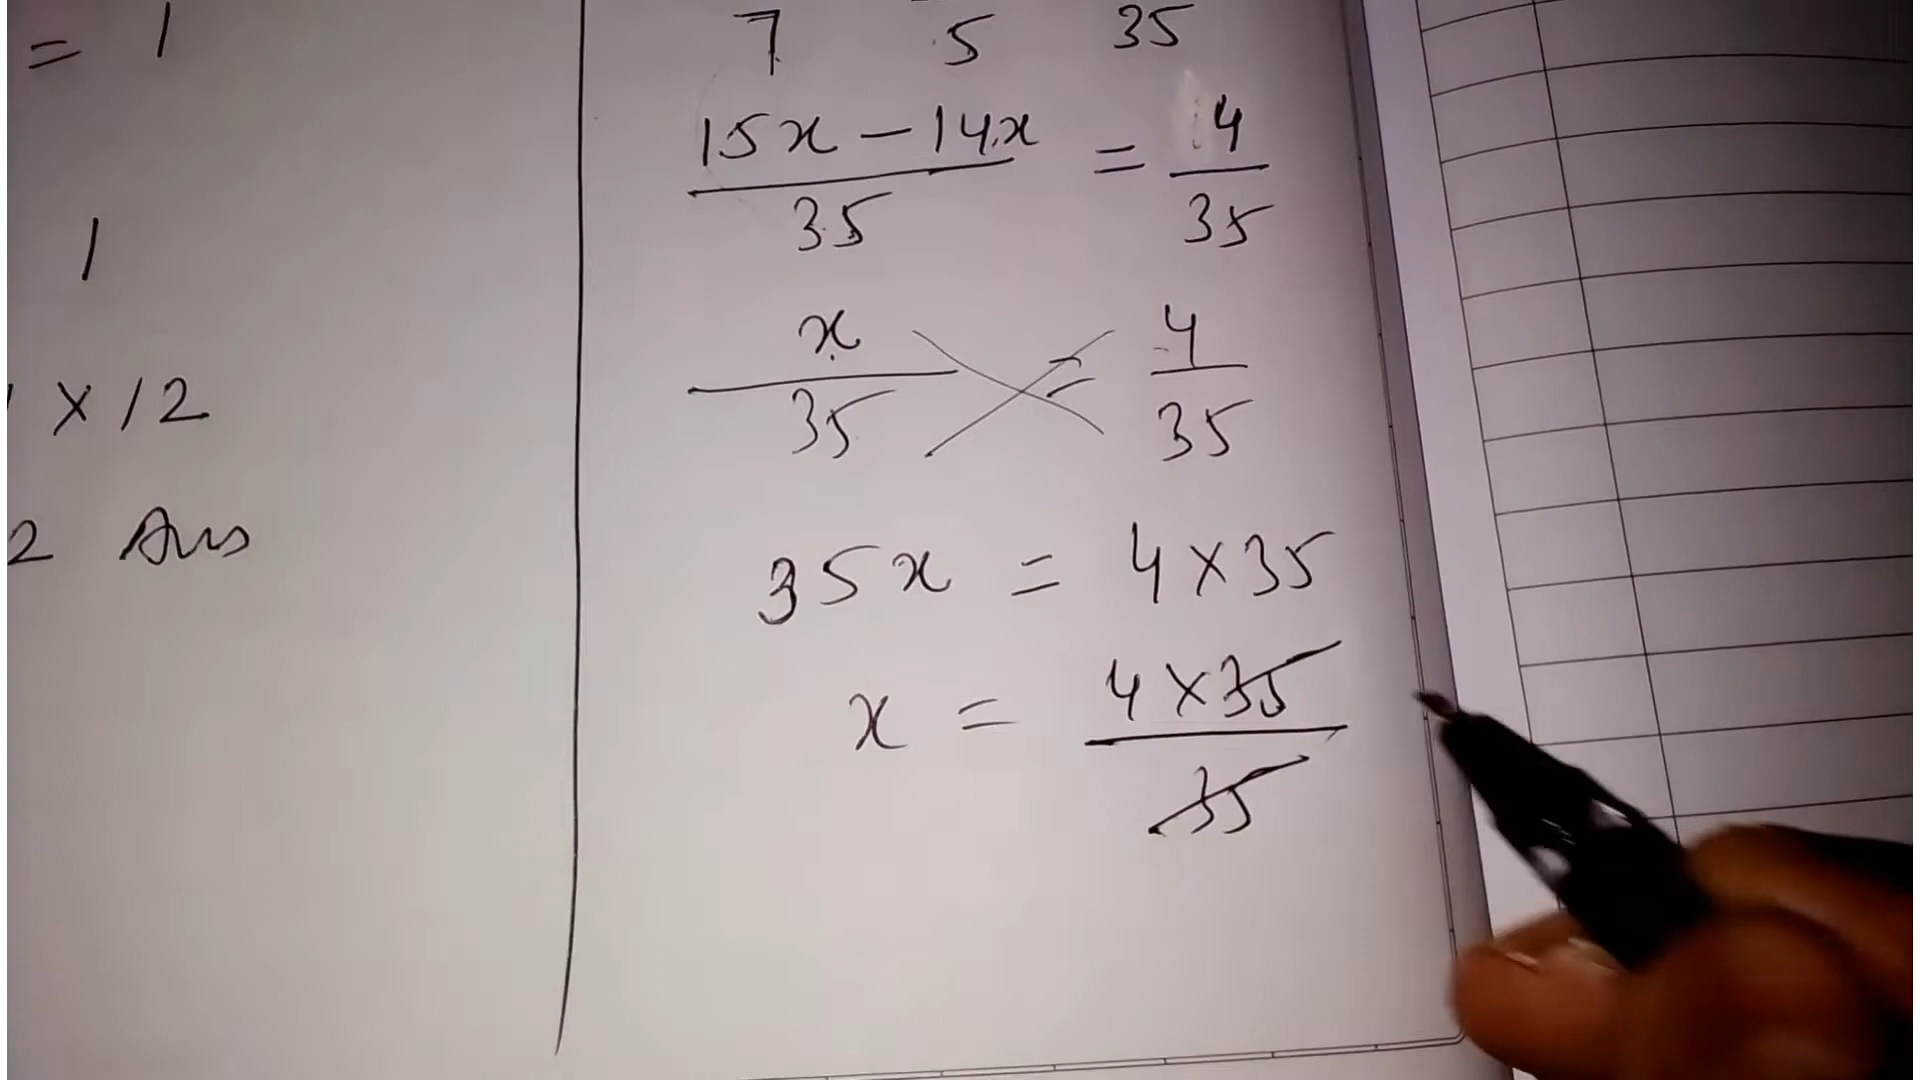 = 1
1
× 12
2 Ans
7 5 35
15x - 14x = 4
35 35
x = 4
35 35
35x = 4×35
x = 4×35
35